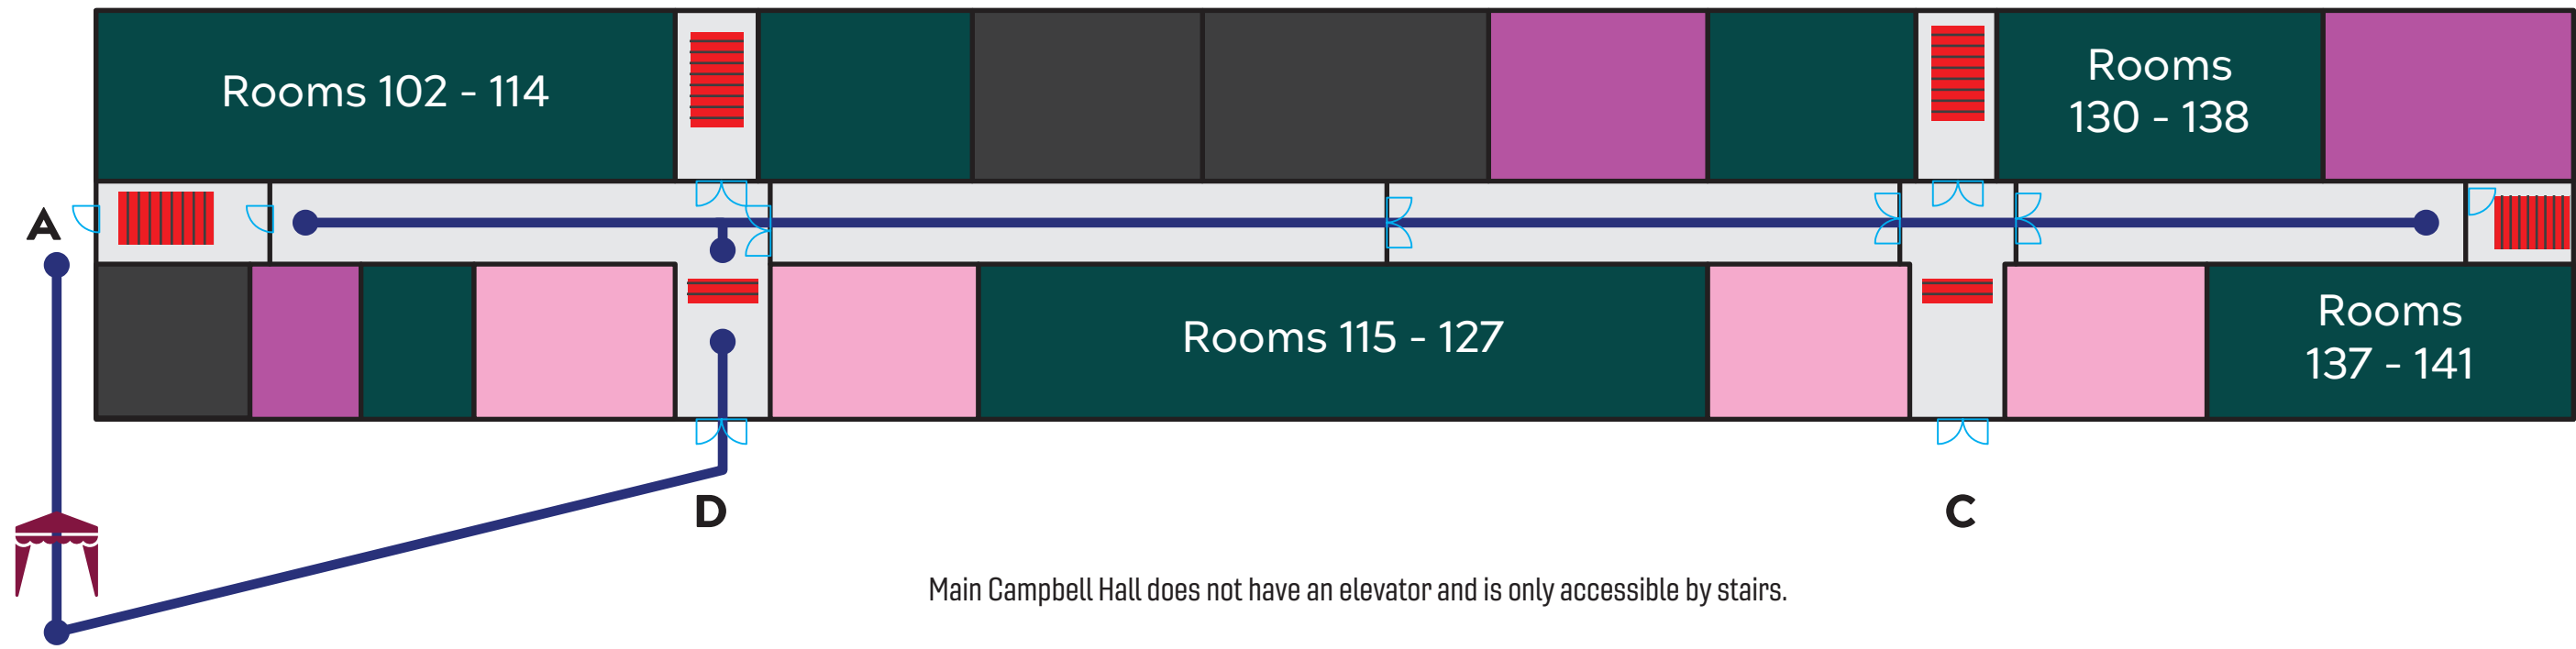 Rooms 102 - 114
Rooms
130 - 138
A
Rooms 115 - 127
Rooms
137 - 141
D
C
Main Campbell Hall does not have an elevator and is only accessible by stairs.